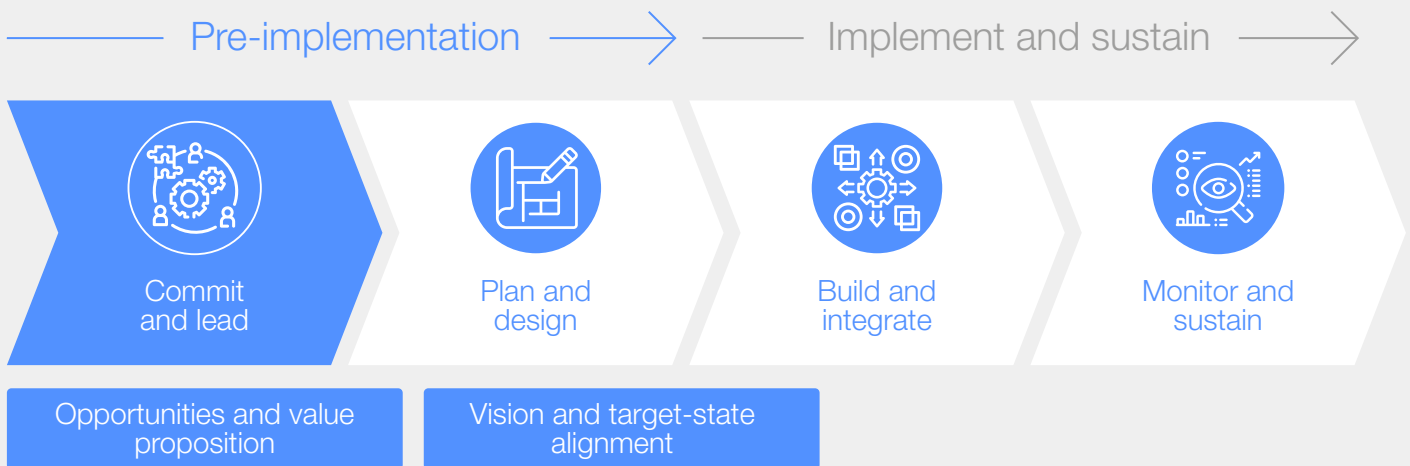 Pre-implementation
Implement and sustain
Commit
and lead
Plan and
design
Build and
integrate
Monitor and
sustain
Opportunities and value
proposition
Vision and target-state
alignment